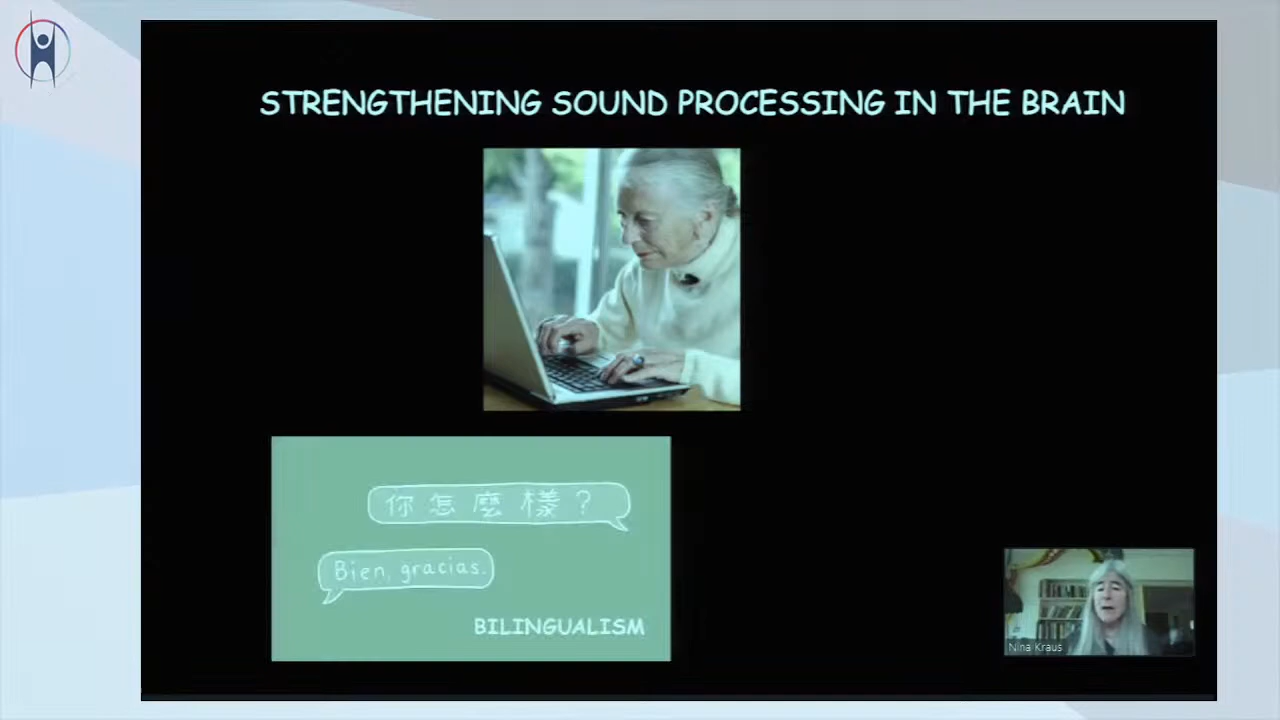 STRENGTHENING SOUND PROCESSING IN THE BRAIN
你怎麼樣?
Bien, gracias.
BILINGUALISM
Nina Kraus